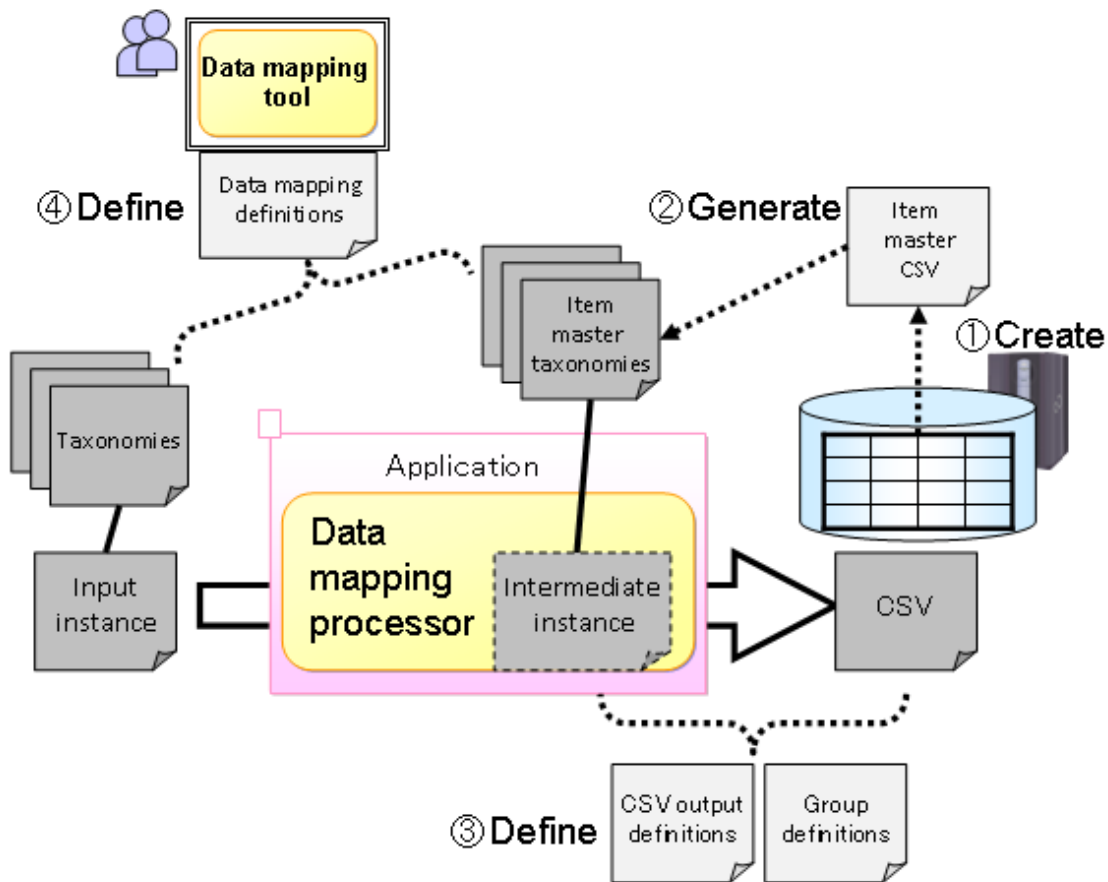 Data mapping
tool
④Define
Data mapping
definitions
②Generate
Item
master
CSV
①Create
Item
master
taxonomies
Taxonomies
Application
Data
mapping
processor
Input
instance
Intermediate
instance
CSV
③Define
CSV output
definitions
Group
definitions